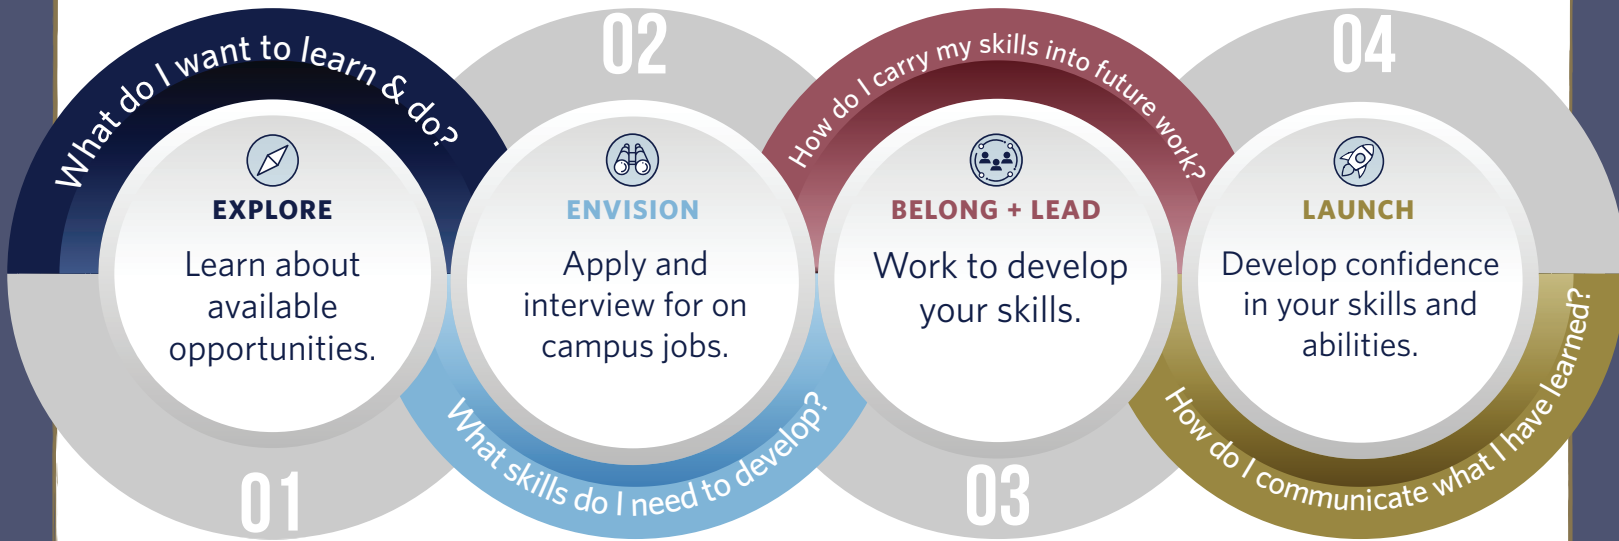 What do I want to learn & do?
EXPLORE
Learn about
available
opportunities.
01
02
ENVISION
Apply and
interview for on
campus jobs.
What skills do I need to develop?
How do I carry my skills into future work?
BELONG + LEAD
Work to develop
your skills.
03
04
LAUNCH
Develop confidence
in your skills and
abilities.
How do I communicate what I have learned?